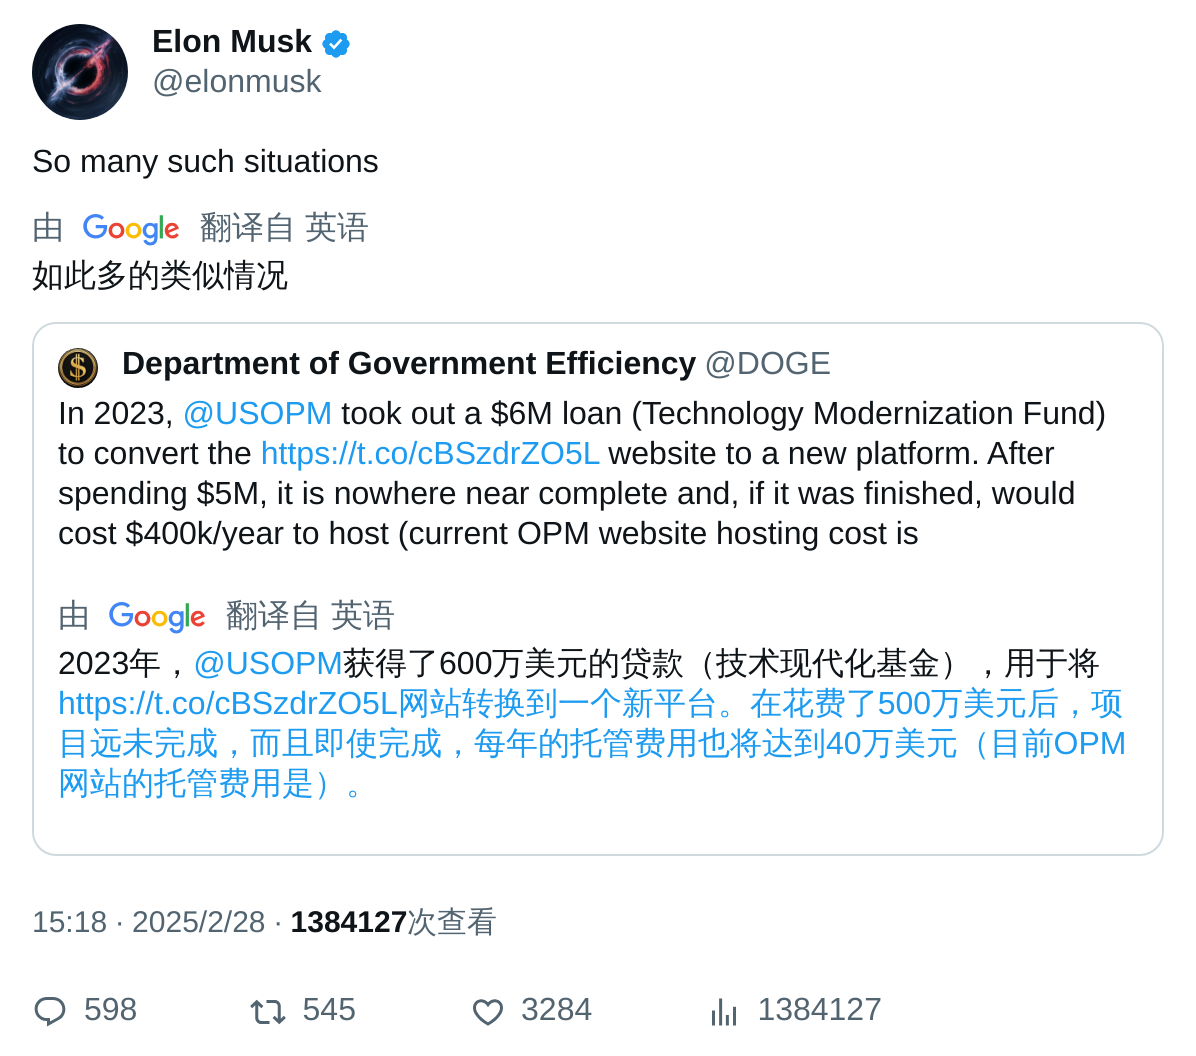 Elon Musk
@elonmusk
So many such situations
由 Google 翻译自 英语
如此多的类似情况
Department of Government Efficiency @DOGE
In 2023, @USOPM took out a $6M loan (Technology Modernization Fund)
to convert the https://t.co/cBSzdrZO5L website to a new platform. After
spending $5M, it is nowhere near complete and, if it was finished, would
cost $400k/year to host (current OPM website hosting cost is
由 Google 翻译自 英语
2023年，@USOPM获得了600万美元的贷款（技术现代化基金），用于将
https://t.co/cBSzdrZO5L网站转换到一个新平台。在花费了500万美元后，项
目远未完成，而且即使完成，每年的托管费用也将达到40万美元（目前OPM
网站的托管费用是）。
15:18 · 2025/2/28 · 1384127次查看
598 545 3284 1384127